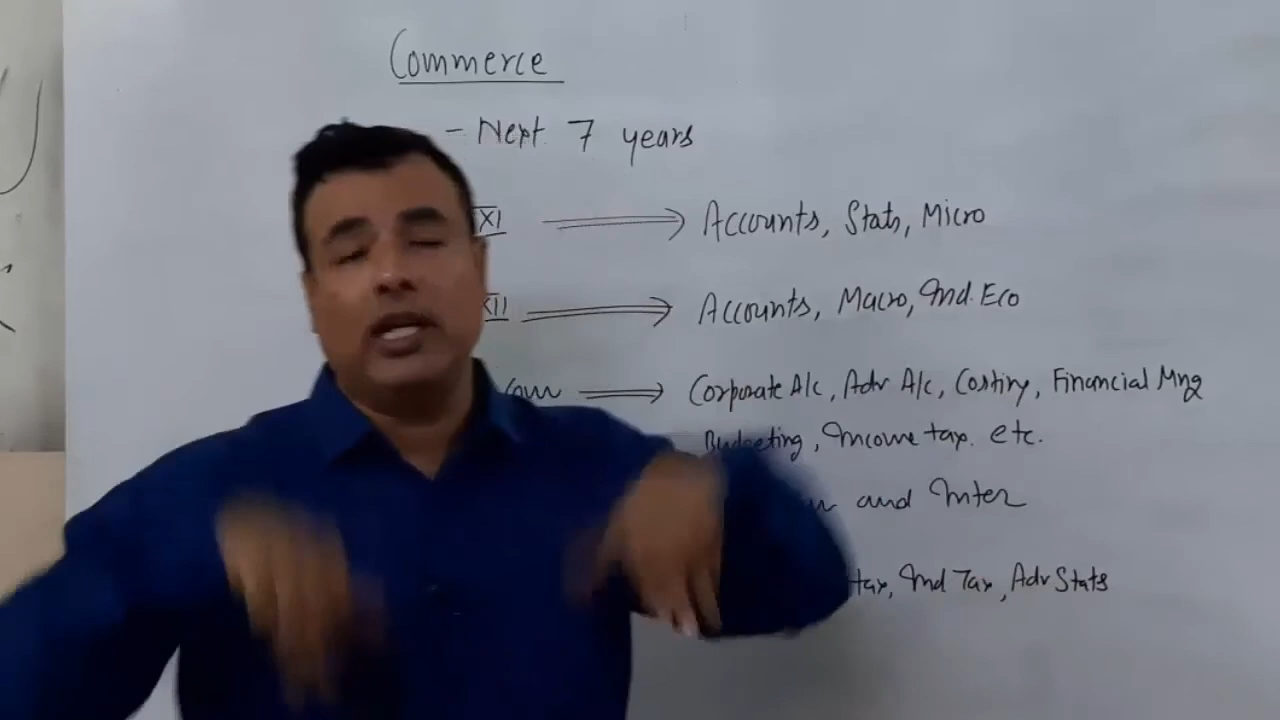 Commerce
- Next 7 years
XI ⟹ Accounts, Stats, Micro
XII ⟹ Accounts, Macro, Ind. Eco
Com ⟹ Corporate A/c, Adv A/c, Costing, Financial Mng
Budgeting, Income tax. etc.
and Inter
tax, Ind Tax, Adv Stats